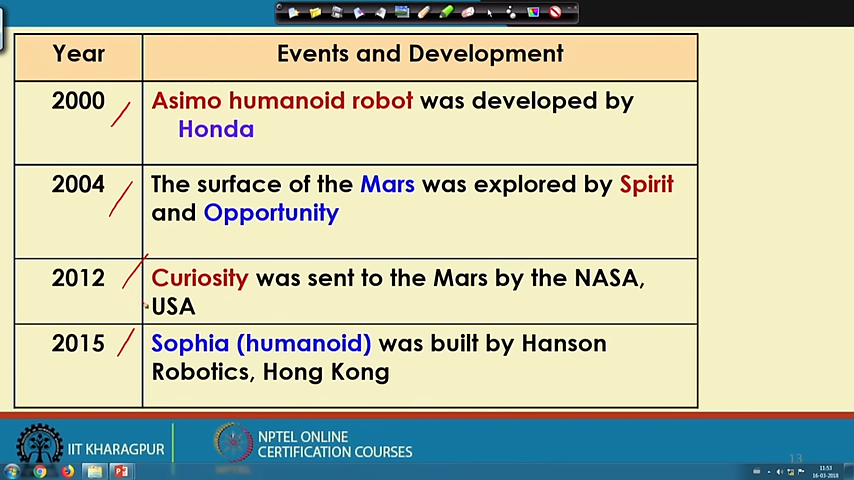 Year Events and Development
2000 Asimo humanoid robot was developed by
Honda
2004 The surface of the Mars was explored by Spirit
and Opportunity
2012 Curiosity was sent to the Mars by the NASA,
USA
2015 Sophia (humanoid) was built by Hanson
Robotics, Hong Kong
IIT KHARAGPUR
NPTEL ONLINE
CERTIFICATION COURSES
NPTEL
13
11:53
16-03-2018